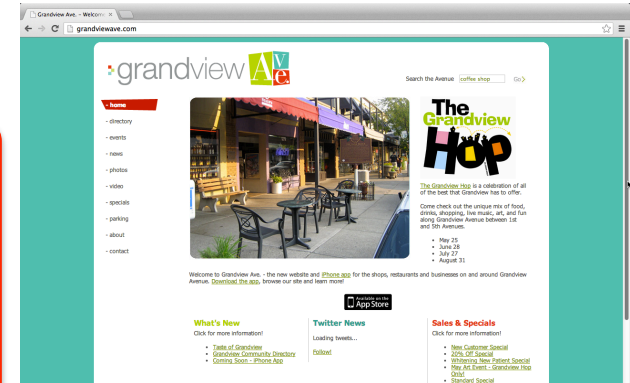 Grandview Ave. – Welcome
grandviewave.com
grandview Ave.
Search the Avenue coffee shop Go
- home
- directory
- events
- news
- photos
- video
- specials
- parking
- about
- contact
The
Grandview
Hop
The Grandview Hop is a celebration of all
of the best that Grandview has to offer.
Come check out the unique mix of food,
drinks, shopping, live music, art, and fun
along Grandview Avenue between 1st
and 5th Avenues.
May 25
June 28
July 27
August 31
Welcome to Grandview Ave. - the new website and iPhone app for the shops, restaurants and businesses on and around Grandview
Avenue. Download the app, browse our site and learn more!
Available on the
App Store
What's New
Click for more information!
Taste of Grandview
Grandview Community Directory
Coming Soon - iPhone App
Twitter News
Loading tweets...
Follow!
Sales & Specials
Click for more information!
New Customer Special
20% Off Special
Whitening New Patient Special
May Art Event - Grandview Hop
Only!
Standard Special